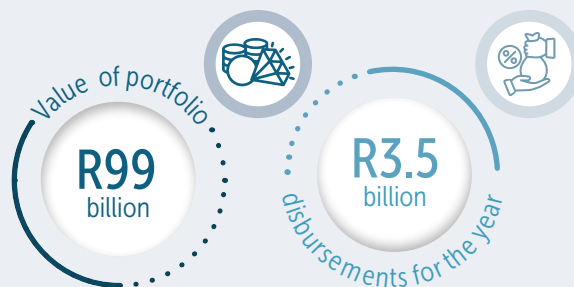 Value of portfolio
R99
billion
%
R3.5
billion
disbursements for the year